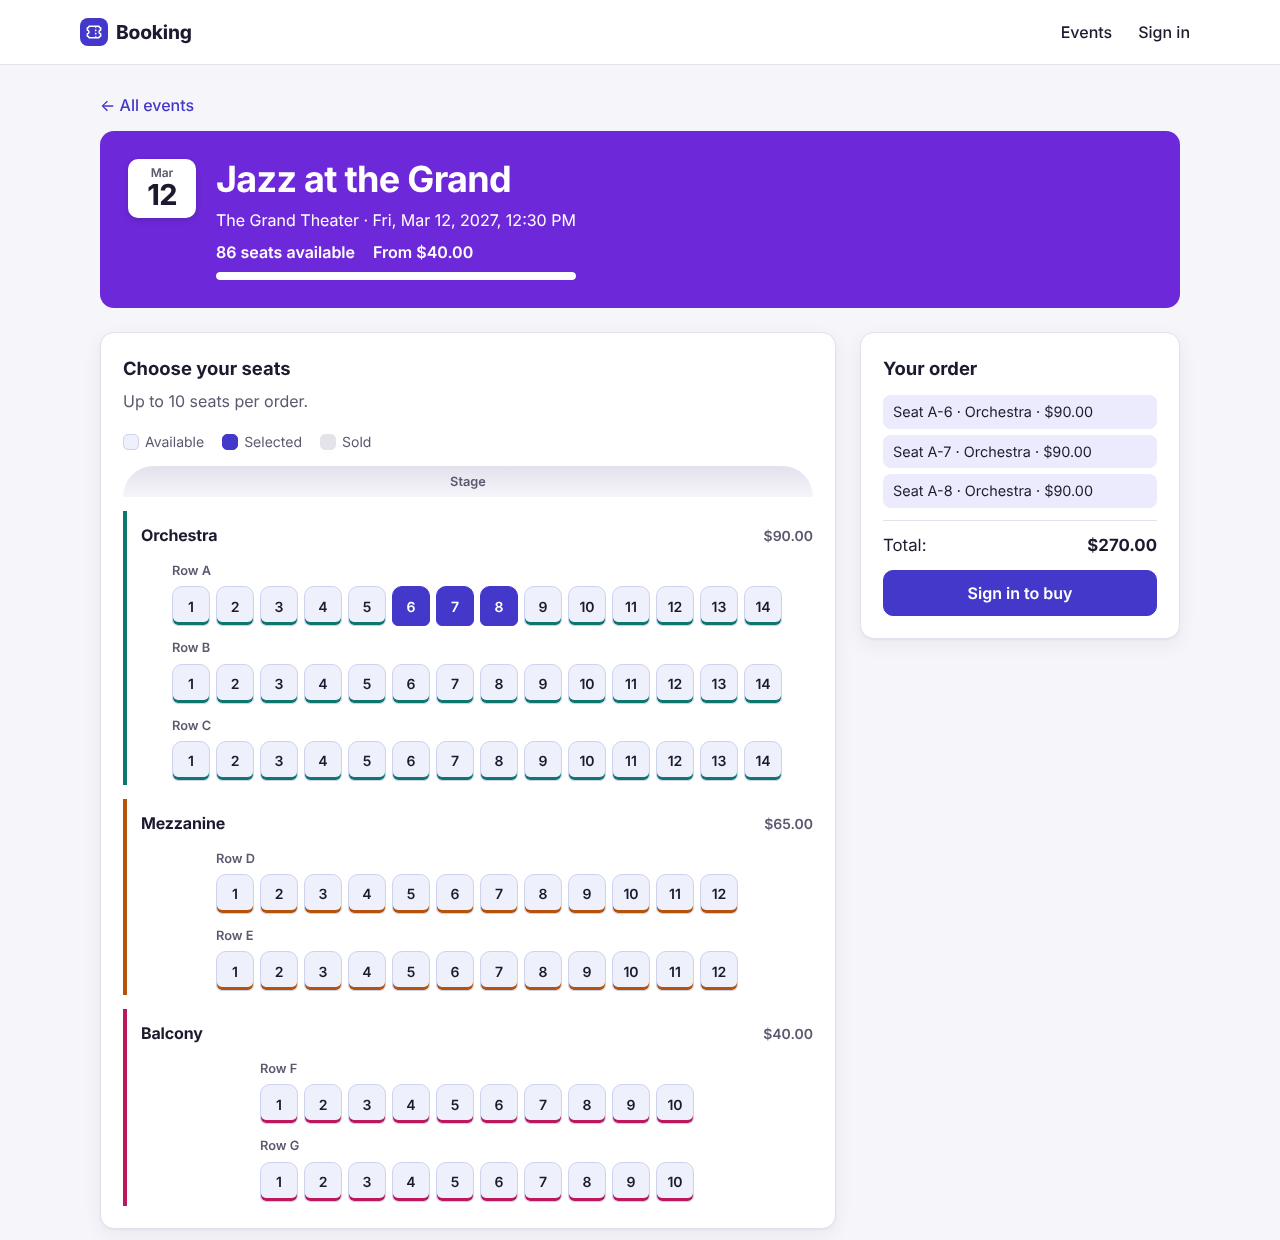 Booking
Events Sign in
← All events
Mar
12
Jazz at the Grand
The Grand Theater · Fri, Mar 12, 2027, 12:30 PM
86 seats available From $40.00
Choose your seats
Up to 10 seats per order.
Available Selected Sold
Stage
Orchestra $90.00
Row A
1 2 3 4 5 6 7 8 9 10 11 12 13 14
Row B
1 2 3 4 5 6 7 8 9 10 11 12 13 14
Row C
1 2 3 4 5 6 7 8 9 10 11 12 13 14
Mezzanine $65.00
Row D
1 2 3 4 5 6 7 8 9 10 11 12
Row E
1 2 3 4 5 6 7 8 9 10 11 12
Balcony $40.00
Row F
1 2 3 4 5 6 7 8 9 10
Row G
1 2 3 4 5 6 7 8 9 10
Your order
Seat A-6 · Orchestra · $90.00
Seat A-7 · Orchestra · $90.00
Seat A-8 · Orchestra · $90.00
Total: $270.00
Sign in to buy